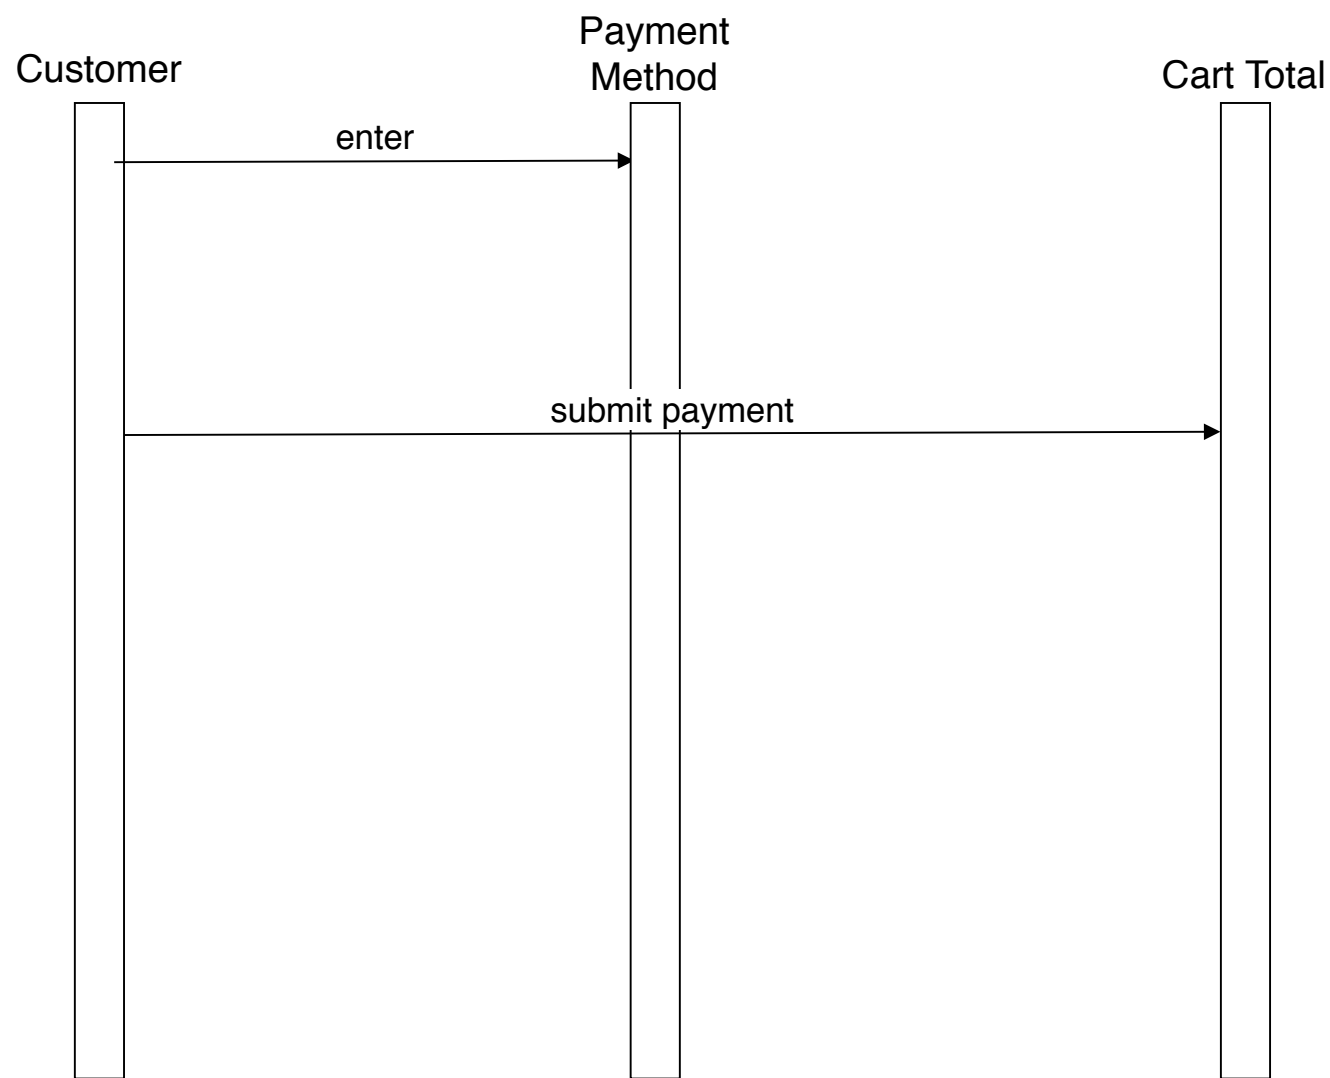 Customer
Payment
Method
Cart Total
enter
submit payment